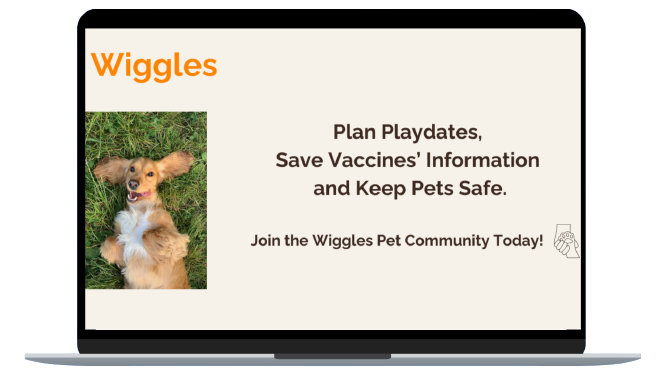 Wiggles
Plan Playdates,
Save Vaccines’ Information
and Keep Pets Safe.
Join the Wiggles Pet Community Today!